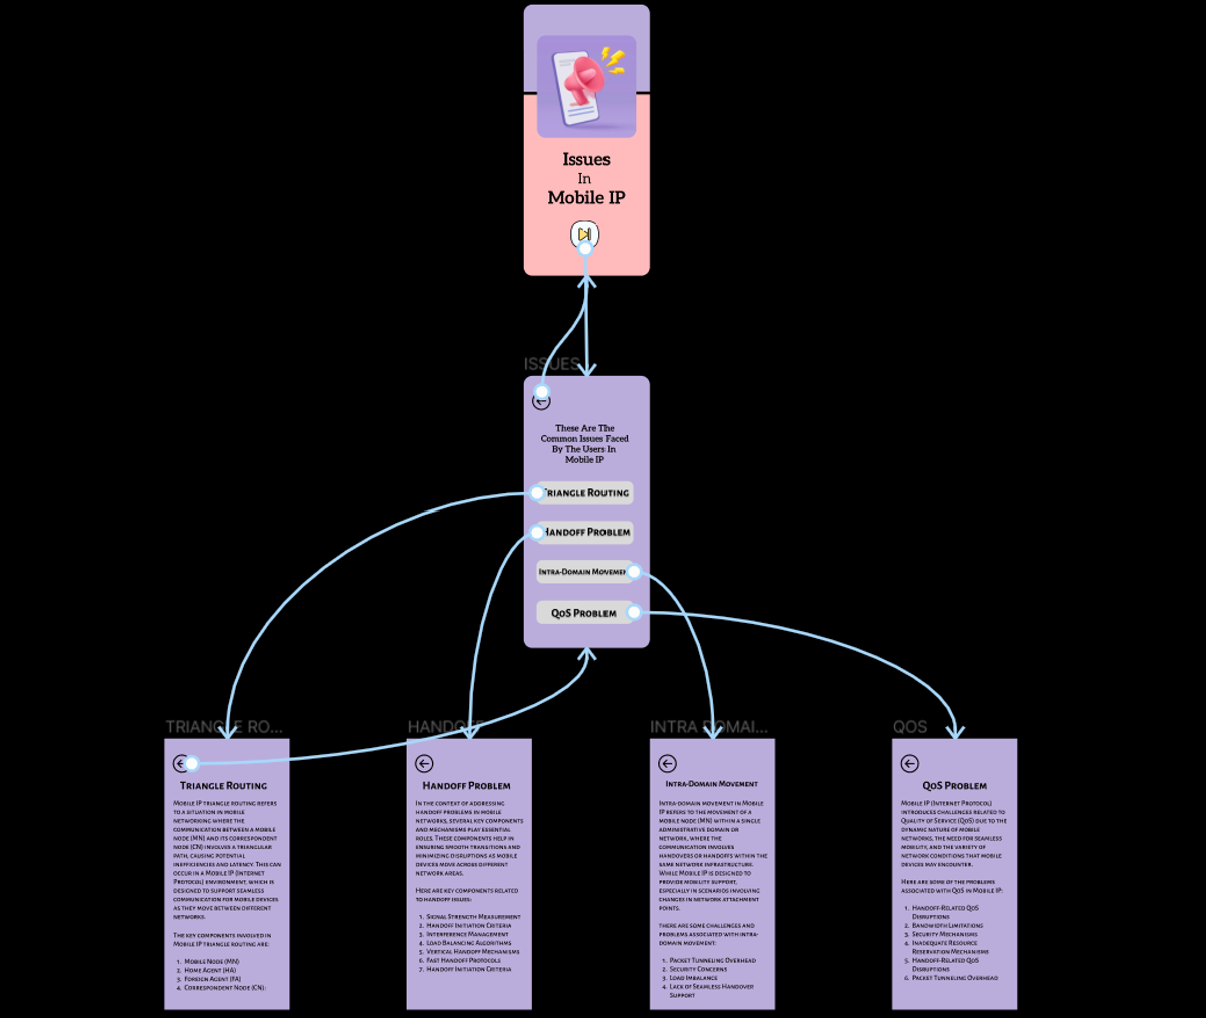 Issues
In
Mobile IP
ISSUES
These Are The
Common Issues Faced
By The Users In
Mobile IP
Triangle Routing
Handoff Problem
Intra-Domain Movemen
QoS Problem
TRIANGLE RO...
Triangle Routing
Mobile IP triangle routing refers
to a situation in mobile
networking where the
communication between a mobile
node (MN) and its correspondent
node (CN) involves a triangular
path, causing potential
inefficiencies and latency. This can
occur in a Mobile IP (Internet
Protocol) environment, which is
designed to support seamless
communication for mobile devices
as they move between different
networks.
The key components involved in
Mobile IP triangle routing are:
1. Mobile Node (MN)
2. Home Agent (HA)
3. Foreign Agent (FA)
4. Correspondent Node (CN):
HANDOFF
Handoff Problem
In the context of addressing
handoff problems in mobile
networks, several key components
and mechanisms play essential
roles. These components help in
ensuring smooth transitions and
minimizing disruptions as mobile
devices move across different
network areas.
Here are key components related
to handoff issues:
1. Signal Strength Measurement
2. Handoff Initiation Criteria
3. Interference Management
4. Load Balancing Algorithms
5. Vertical Handoff Mechanisms
6. Fast Handoff Protocols
7. Handoff Initiation Criteria
INTRA DOMAI...
Intra-Domain Movement
Intra-domain movement in Mobile
IP refers to the movement of a
mobile node (MN) within a single
administrative domain or
network, where the
communication involves
handovers or handoffs within the
same network infrastructure.
While Mobile IP is designed to
provide mobility support,
especially in scenarios involving
changes in network attachment
points.
there are some challenges and
problems associated with intra-
domain movement:
1. Packet Tunneling Overhead
2. Security Concerns
3. Load Imbalance
4. Lack of Seamless Handover
Support
QOS
QoS Problem
Mobile IP (Internet Protocol)
introduces challenges related to
Quality of Service (QoS) due to the
dynamic nature of mobile
networks, the need for seamless
mobility, and the variety of
network conditions that mobile
devices may encounter.
Here are some of the problems
associated with QoS in Mobile IP:
1. Handoff-Related QoS
Disruptions
2. Bandwidth Limitations
3. Security Mechanisms
4. Inadequate Resource
Reservation Mechanisms
5. Handoff-Related QoS
Disruptions
6. Packet Tunneling Overhead